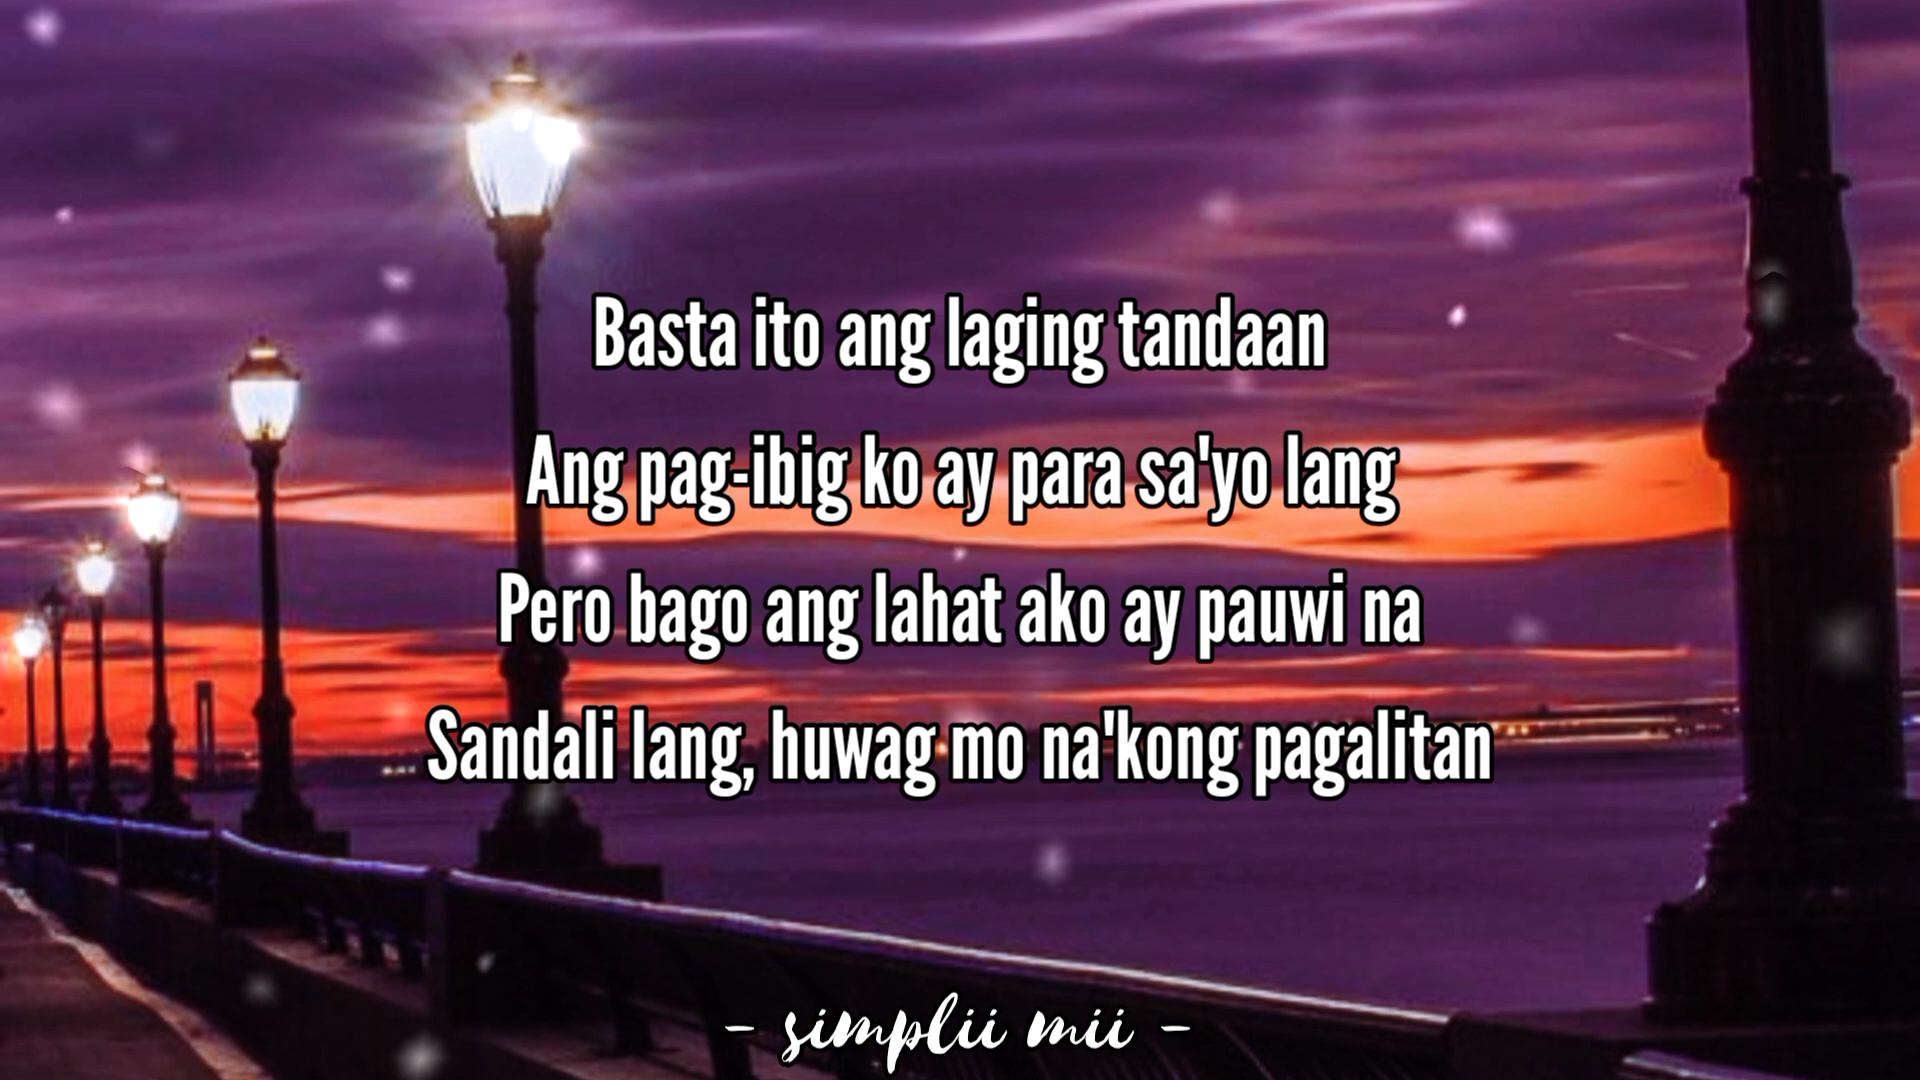 Basta ito ang laging tandaan
Ang pag-ibig ko ay para sa'yo lang
Pero bago ang lahat ako ay pauwi na
Sandali lang, huwag mo na'kong pagalitan
- simplii mii -